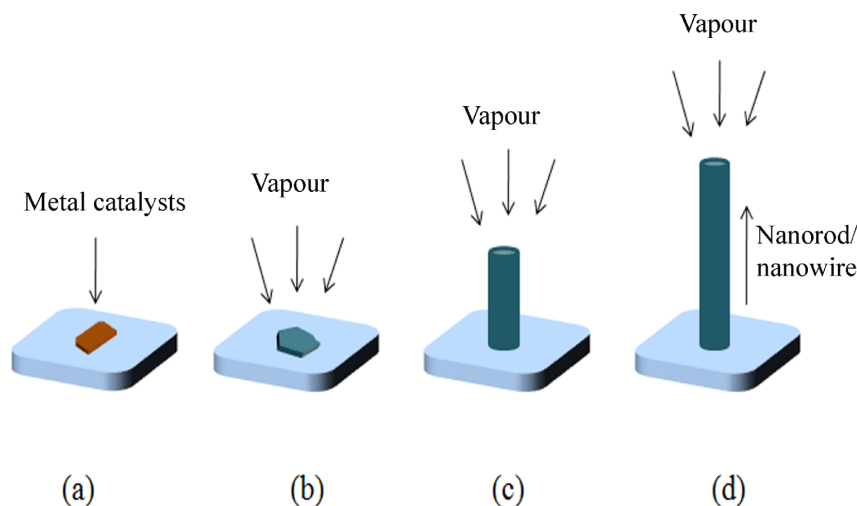 Metal catalysts
Vapour
Vapour
Vapour
Nanorod/
nanowire
(a)
(b)
(c)
(d)